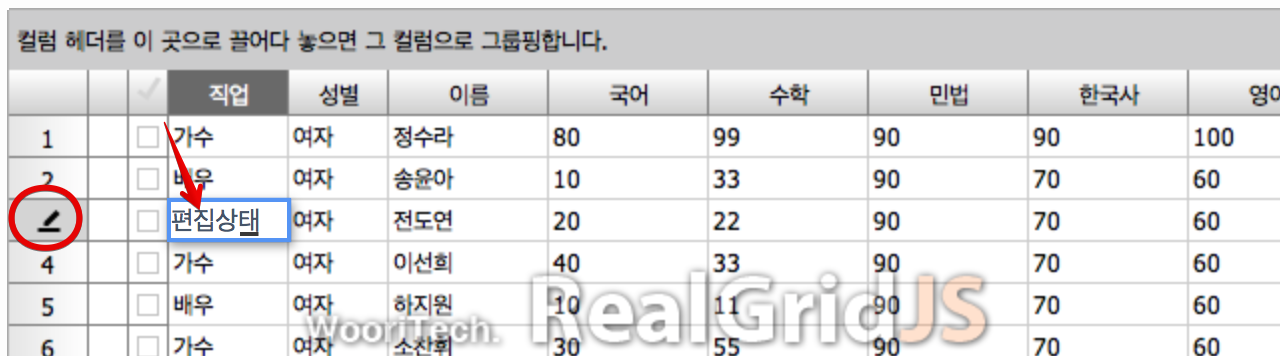 컬럼 헤더를 이 곳으로 끌어다 놓으면 그 컬럼으로 그룹핑합니다.
직업 성별 이름 국어 수학 민법 한국사
1 가수 여자 정수라 80 99 90 90 100
2 배우 여자 송윤아 10 33 90 70 60
편집상태 여자 전도연 20 22 90 70 60
4 가수 여자 이선희 40 33 90 70 60
5 배우 여자 하지원 10 11 90 70 60
6 가수 여자 소찬휘 30 55 90 70 60
WooriTech. RealGridJS